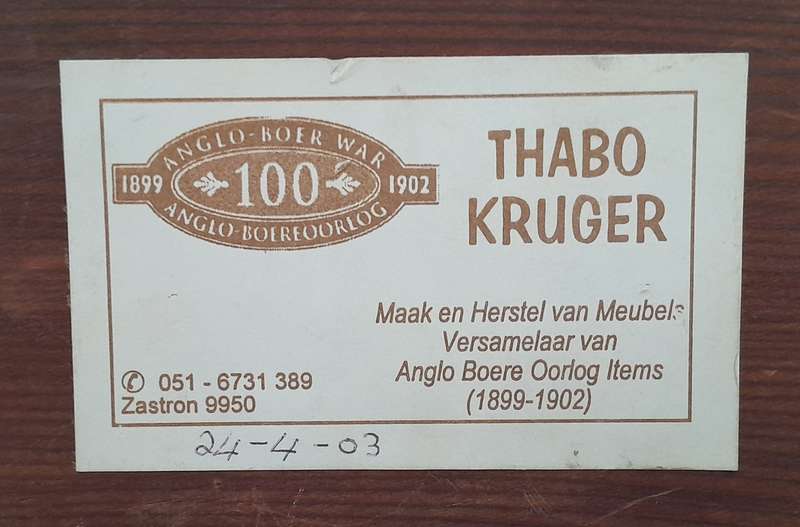 ANGLO-BOER WAR
1899 100 1902
ANGLO-BOEREOORLOG
THABO
KRUGER
Maak en Herstel van Meubels
Versamelaar van
Anglo Boere Oorlog Items
(1899-1902)
✆ 051 - 6731 389
Zastron 9950
24-4-03